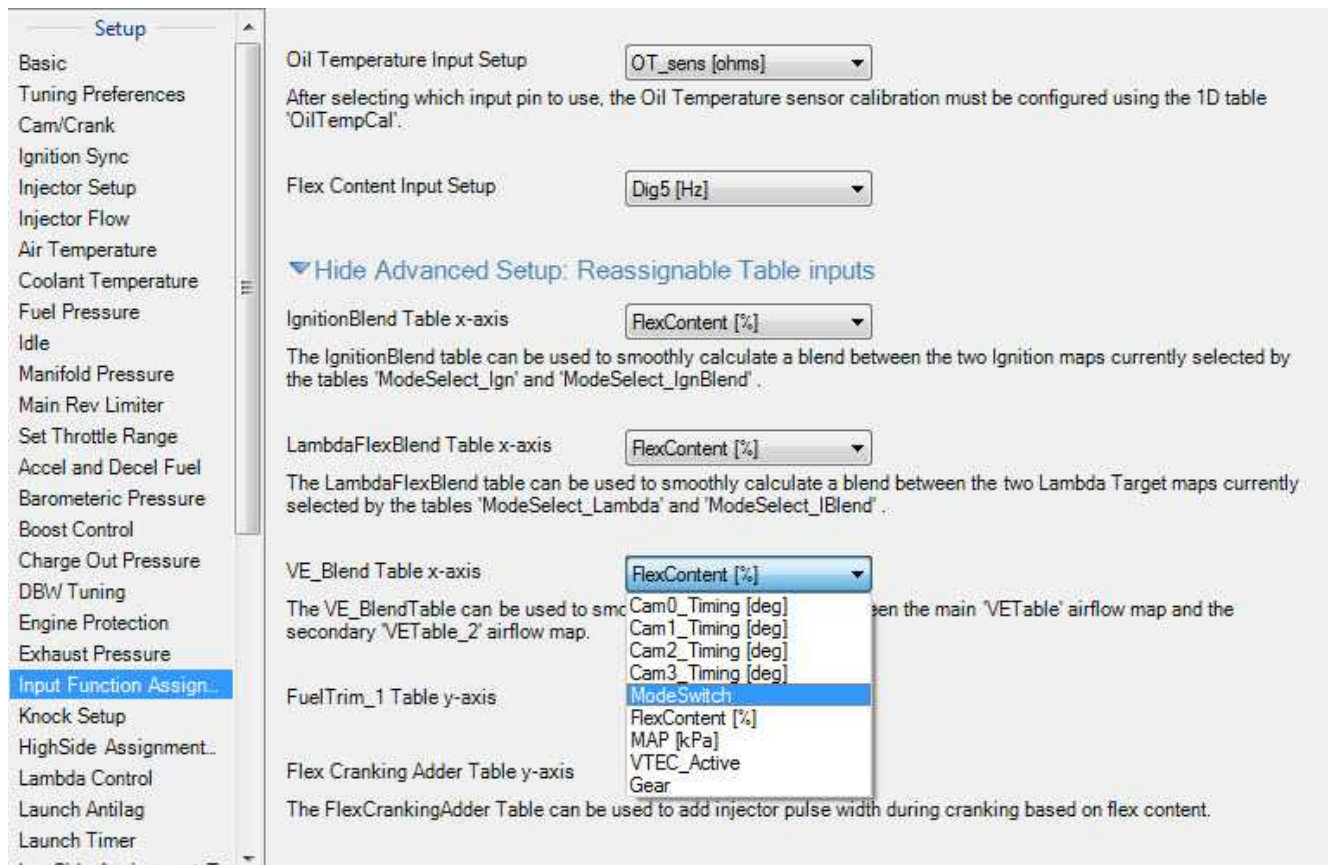 Setup
Basic
Tuning Preferences
Cam/Crank
Ignition Sync
Injector Setup
Injector Flow
Air Temperature
Coolant Temperature
Fuel Pressure
Idle
Manifold Pressure
Main Rev Limiter
Set Throttle Range
Accel and Decel Fuel
Barometeric Pressure
Boost Control
Charge Out Pressure
DBW Tuning
Engine Protection
Exhaust Pressure
Input Function Assign...
Knock Setup
HighSide Assignment...
Lambda Control
Launch Antilag
Launch Timer
Oil Temperature Input Setup OT_sens [ohms]
After selecting which input pin to use, the Oil Temperature sensor calibration must be configured using the 1D table
'OilTempCal'.
Flex Content Input Setup Dig5 [Hz]
Hide Advanced Setup: Reassignable Table inputs
IgnitionBlend Table x-axis FlexContent [%]
The IgnitionBlend table can be used to smoothly calculate a blend between the two Ignition maps currently selected by
the tables 'ModeSelect_Ign' and 'ModeSelect_IgnBlend' .
LambdaFlexBlend Table x-axis FlexContent [%]
The LambdaFlexBlend table can be used to smoothly calculate a blend between the two Lambda Target maps currently
selected by the tables 'ModeSelect_Lambda' and 'ModeSelect_lBlend' .
VE_Blend Table x-axis FlexContent [%]
The VE_BlendTable can be used to smo een the main 'VETable' airflow map and the
secondary 'VETable_2' airflow map.
Cam0_Timing [deg]
Cam1_Timing [deg]
Cam2_Timing [deg]
Cam3_Timing [deg]
ModeSwitch
FlexContent [%]
MAP [kPa]
VTEC_Active
Gear
FuelTrim_1 Table y-axis
Flex Cranking Adder Table y-axis
The FlexCrankingAdder Table can be used to add injector pulse width during cranking based on flex content.